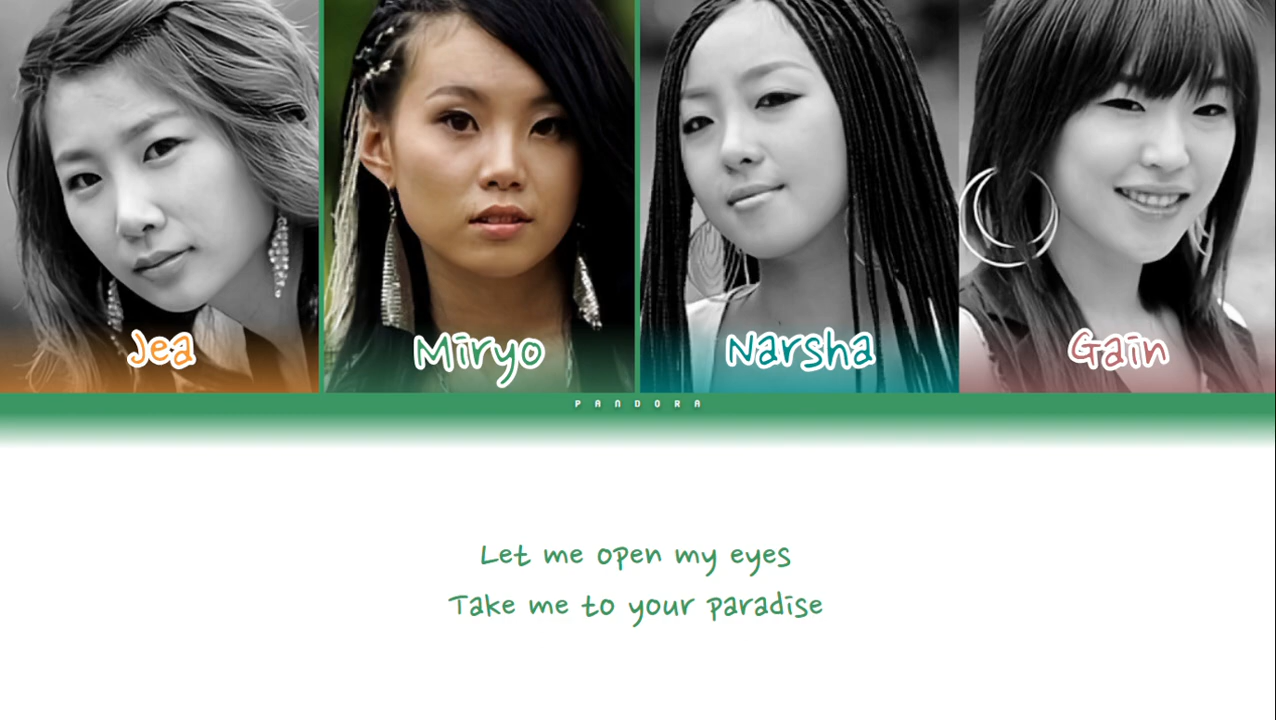 Jea
Miryo
Narsha
Gain
PANDORA
Let me open my eyes
Take me to your paradise